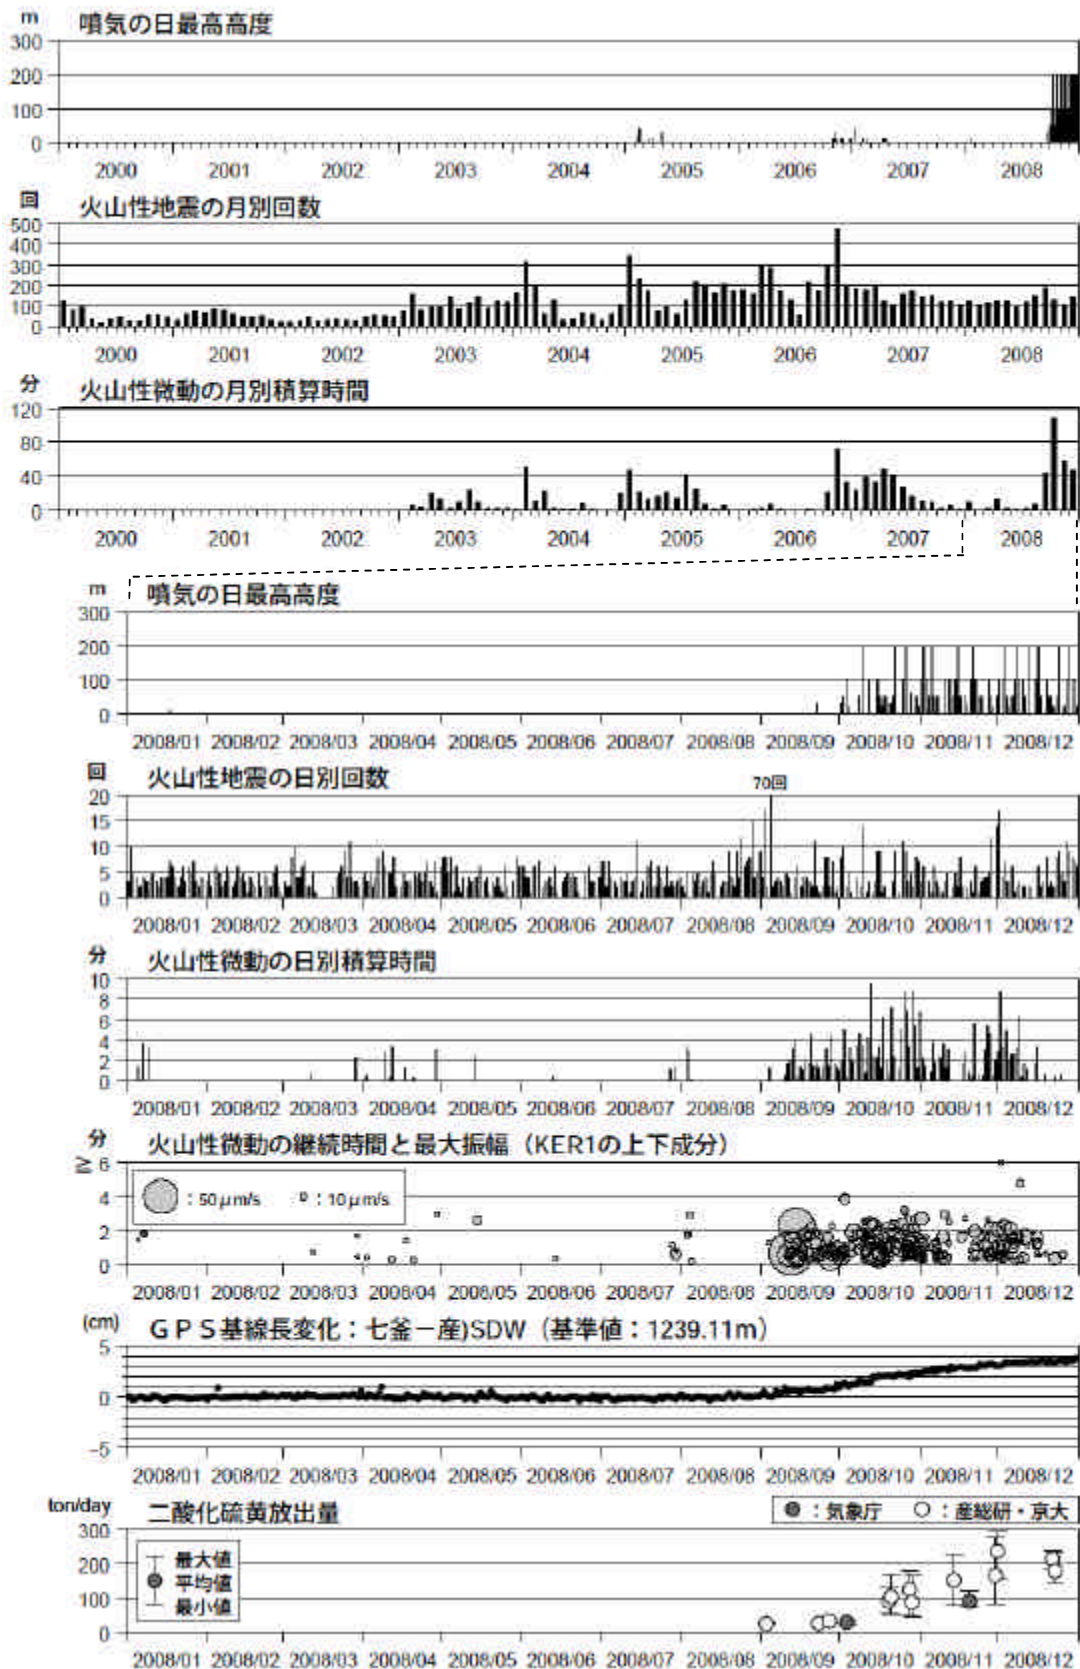 m 噴気の日最高高度
300
200
100
0
2000 2001 2002 2003 2004 2005 2006 2007 2008
回 火山性地震の月別回数
500
400
300
200
100
0
2000 2001 2002 2003 2004 2005 2006 2007 2008
分 火山性微動の月別積算時間
120
80
40
0
2000 2001 2002 2003 2004 2005 2006 2007 2008
m 噴気の日最高高度
300
200
100
0
2008/01 2008/02 2008/03 2008/04 2008/05 2008/06 2008/07 2008/08 2008/09 2008/10 2008/11 2008/12
回 火山性地震の日別回数
70回
20
15
10
5
0
2008/01 2008/02 2008/03 2008/04 2008/05 2008/06 2008/07 2008/08 2008/09 2008/10 2008/11 2008/12
分 火山性微動の日別積算時間
10
8
6
4
2
0
2008/01 2008/02 2008/03 2008/04 2008/05 2008/06 2008/07 2008/08 2008/09 2008/10 2008/11 2008/12
分 火山性微動の継続時間と最大振幅（KER1の上下成分）
≧6
：50μm/s ：10μm/s
4
2
0
2008/01 2008/02 2008/03 2008/04 2008/05 2008/06 2008/07 2008/08 2008/09 2008/10 2008/11 2008/12
(cm) GPS基線長変化：七釜－産)SDW（基準値：1239.11m）
5
0
-5
2008/01 2008/02 2008/03 2008/04 2008/05 2008/06 2008/07 2008/08 2008/09 2008/10 2008/11 2008/12
ton/day 二酸化硫黄放出量
：気象庁 ：産総研・京大
300
200
100
0
最大値
平均値
最小値
2008/01 2008/02 2008/03 2008/04 2008/05 2008/06 2008/07 2008/08 2008/09 2008/10 2008/11 2008/12